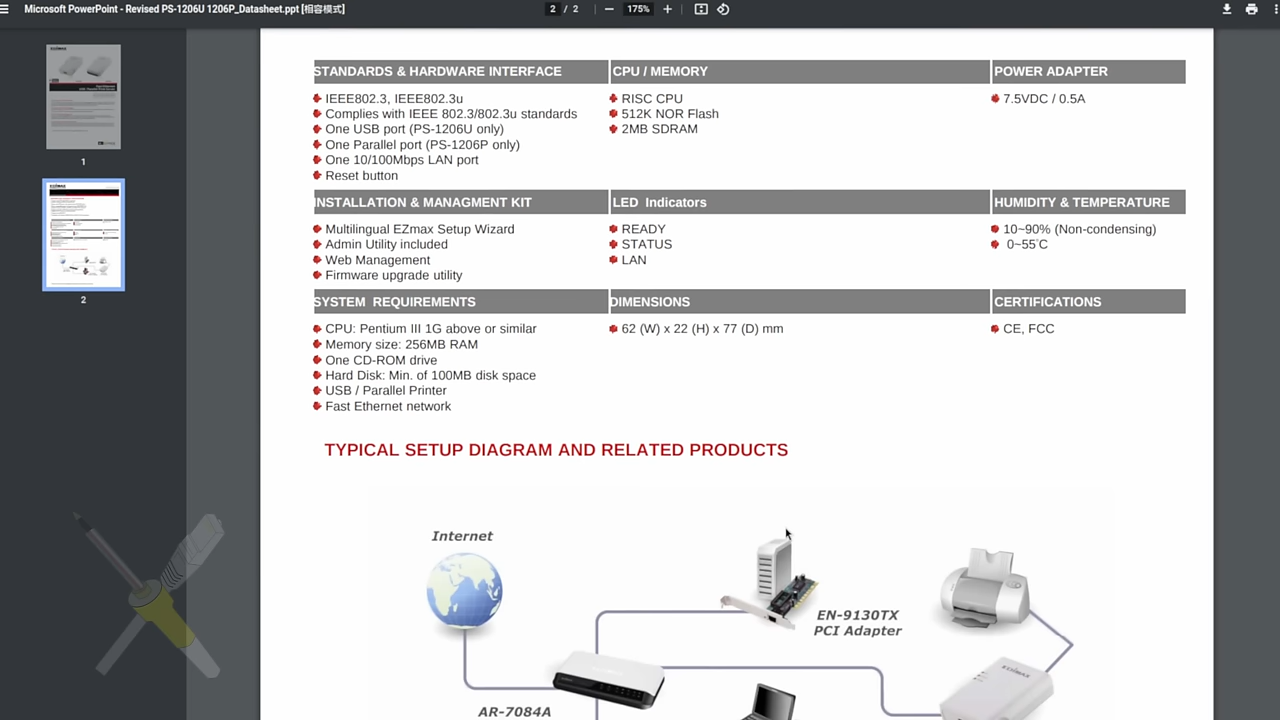 Microsoft PowerPoint - Revised PS-1206U 1206P_Datasheet.ppt [相容模式]
2 / 2
175%
1
2
STANDARDS & HARDWARE INTERFACE
IEEE802.3, IEEE802.3u
Complies with IEEE 802.3/802.3u standards
One USB port (PS-1206U only)
One Parallel port (PS-1206P only)
One 10/100Mbps LAN port
Reset button
CPU / MEMORY
RISC CPU
512K NOR Flash
2MB SDRAM
POWER ADAPTER
7.5VDC / 0.5A
INSTALLATION & MANAGMENT KIT
Multilingual EZmax Setup Wizard
Admin Utility included
Web Management
Firmware upgrade utility
LED Indicators
READY
STATUS
LAN
HUMIDITY & TEMPERATURE
10~90% (Non-condensing)
0~55°C
SYSTEM REQUIREMENTS
CPU: Pentium III 1G above or similar
Memory size: 256MB RAM
One CD-ROM drive
Hard Disk: Min. of 100MB disk space
USB / Parallel Printer
Fast Ethernet network
DIMENSIONS
62 (W) x 22 (H) x 77 (D) mm
CERTIFICATIONS
CE, FCC
TYPICAL SETUP DIAGRAM AND RELATED PRODUCTS
Internet
EN-9130TX
PCI Adapter
EDIMAX
AR-7084A